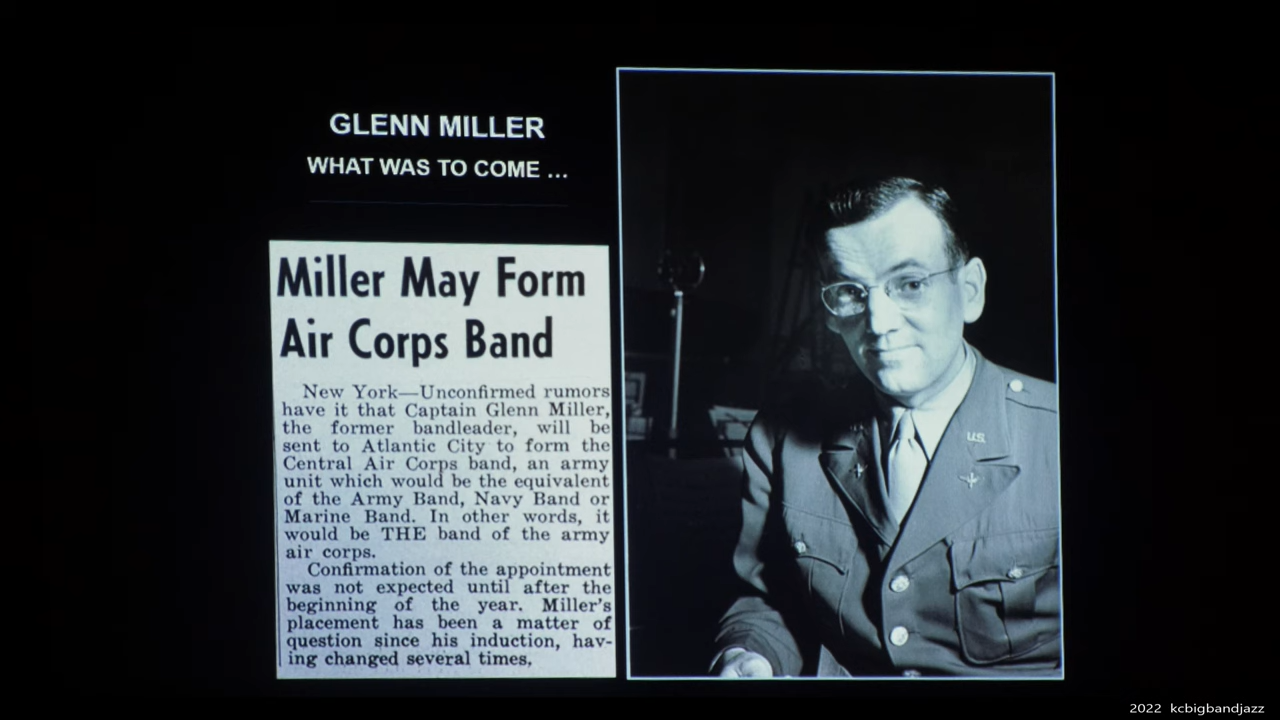 GLENN MILLER
WHAT WAS TO COME ...
Miller May Form
Air Corps Band
New York—Unconfirmed rumors
have it that Captain Glenn Miller,
the former bandleader, will be
sent to Atlantic City to form the
Central Air Corps band, an army
unit which would be the equivalent
of the Army Band, Navy Band or
Marine Band. In other words, it
would be THE band of the army
air corps.
Confirmation of the appointment
was not expected until after the
beginning of the year. Miller's
placement has been a matter of
question since his induction, hav-
ing changed several times.
U.S.
2022 kcbigbandjazz